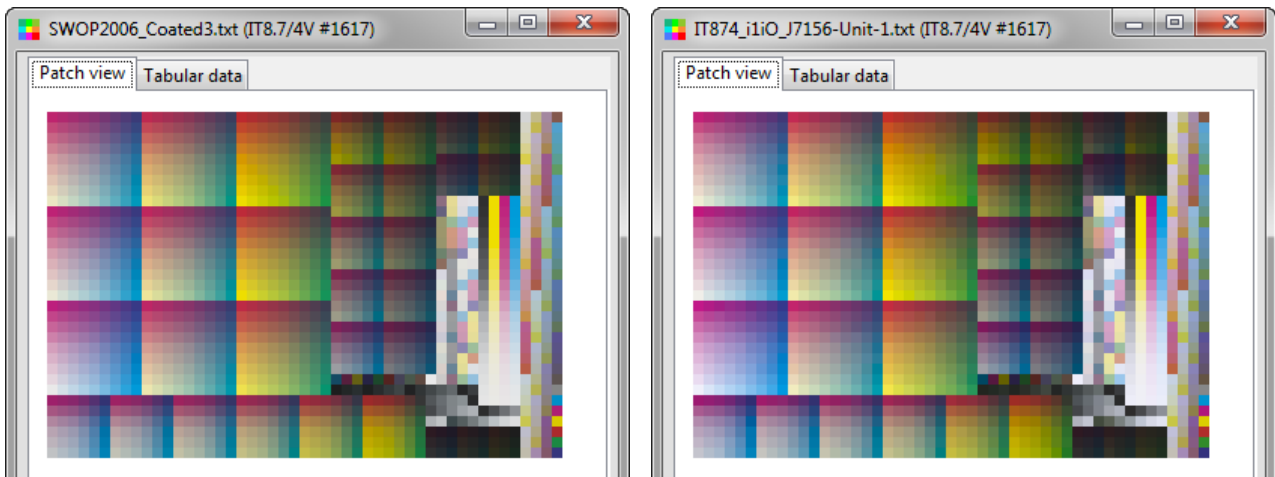 SWOP2006_Coated3.txt (IT8.7/4V #1617)
Patch view
Tabular data
IT874_i1iO_J7156-Unit-1.txt (IT8.7/4V #1617)
Patch view
Tabular data